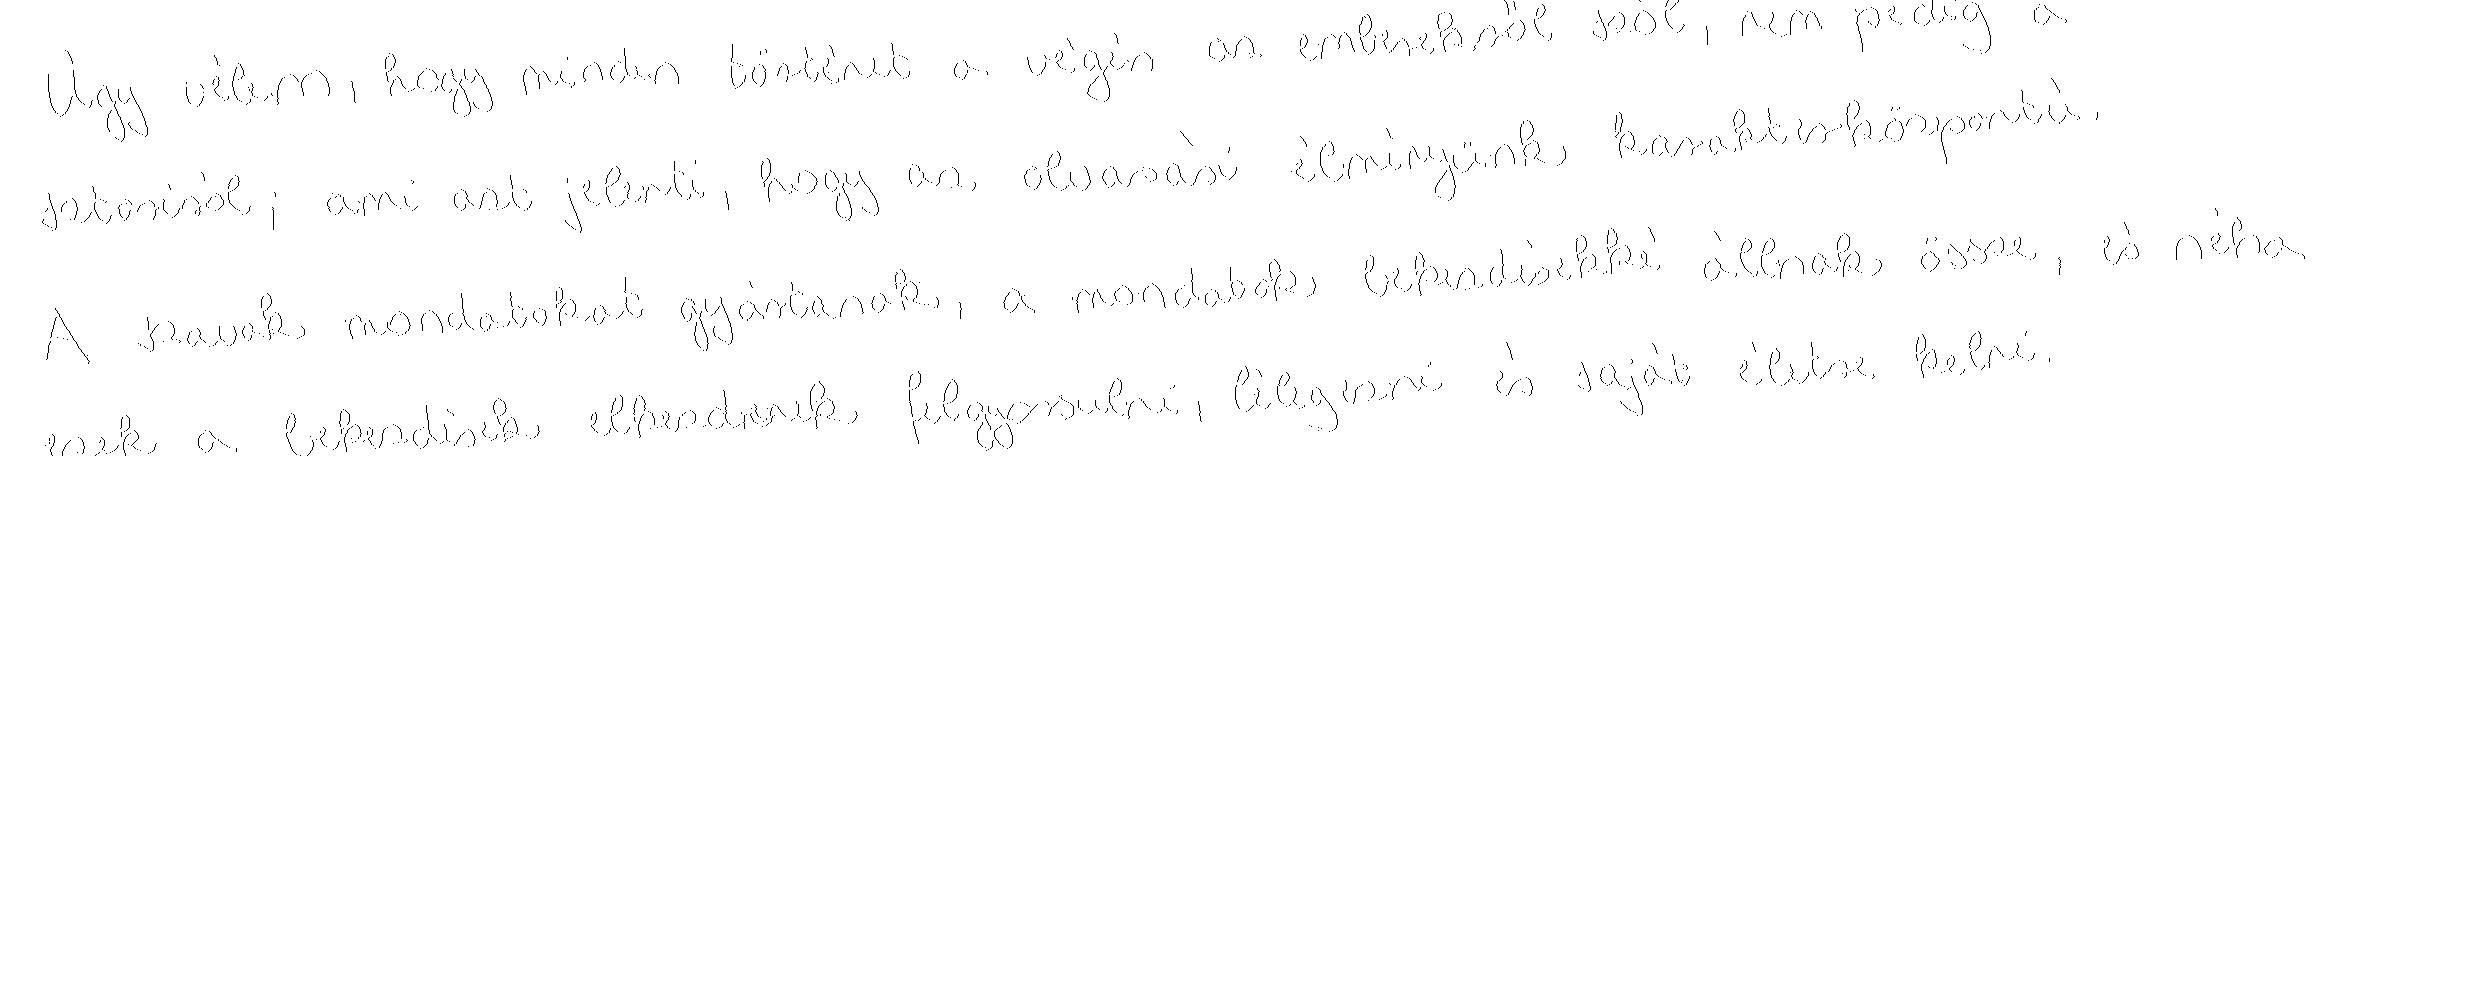 Úgy vélem, hogy minden történet a végén az emberekről szól, nem pedig a
sztoriról; ami azt jelenti, hogy az olvasási élményünk karakterközpontú.
A szavak mondatokat gyártanak, a mondatok bekezdésekké állnak össze, és néha
ezek a bekezdések elkezdenek felgyorsulni, lélegezni és saját életre kelni.